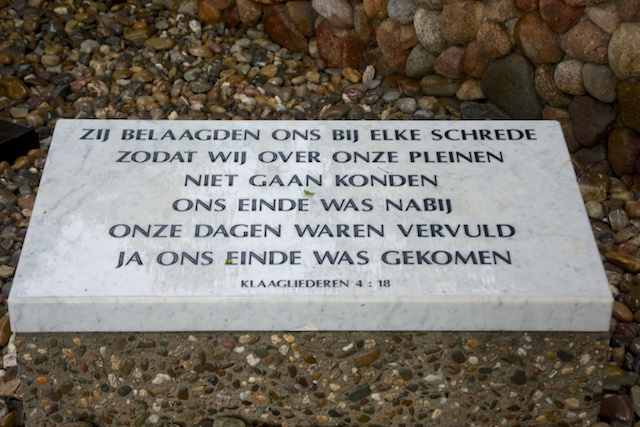 ZIJ BELAAGDEN ONS BIJ ELKE SCHREDE
ZODAT WIJ OVER ONZE PLEINEN
NIET GAAN KONDEN
ONS EINDE WAS NABIJ
ONZE DAGEN WAREN VERVULD
JA ONS EINDE WAS GEKOMEN
KLAAGLIEDEREN 4 : 18